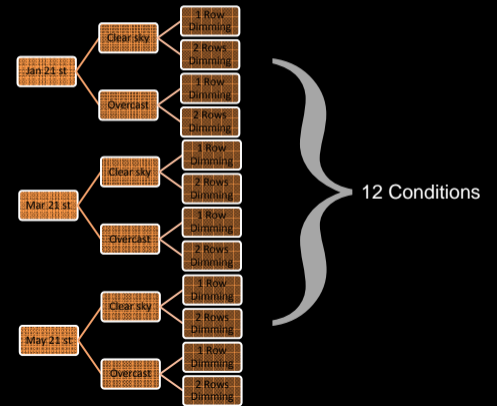 Jan 21 st
Clear sky
1 Row
Dimming
2 Rows
Dimming
Overcast
1 Row
Dimming
2 Rows
Dimming
Mar 21 st
Clear sky
1 Row
Dimming
2 Rows
Dimming
Overcast
1 Row
Dimming
2 Rows
Dimming
May 21 st
Clear sky
1 Row
Dimming
2 Rows
Dimming
Overcast
1 Row
Dimming
2 Rows
Dimming
12 Conditions